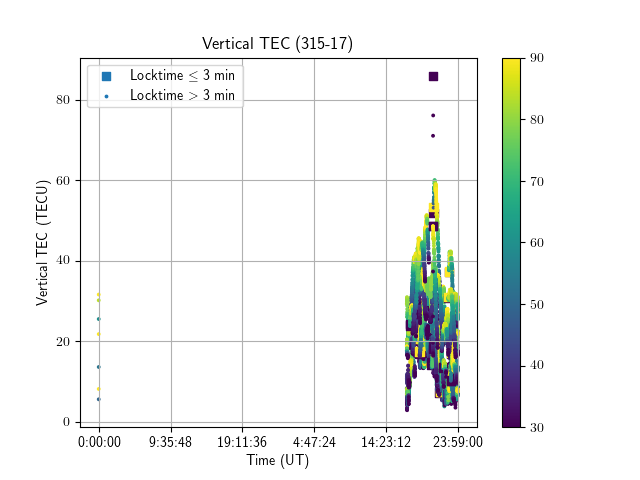 Vertical TEC (315-17)
Locktime ≤ 3 min
Locktime > 3 min
Vertical TEC (TECU)
80
60
40
20
0
0:00:00 9:35:48 19:11:36 4:47:24 14:23:12 23:59:00
Time (UT)
90
80
70
60
50
40
30